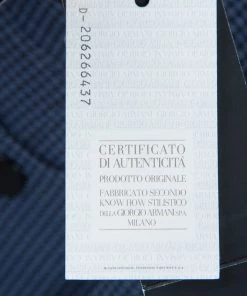 D-206266437
CERTIFICATO
DI AUTENTICITÀ
PRODOTTO ORIGINALE
FABBRICATO SECONDO
KNOW HOW STILISTICO
DELLA GIORGIO ARMANI SPA
MILANO